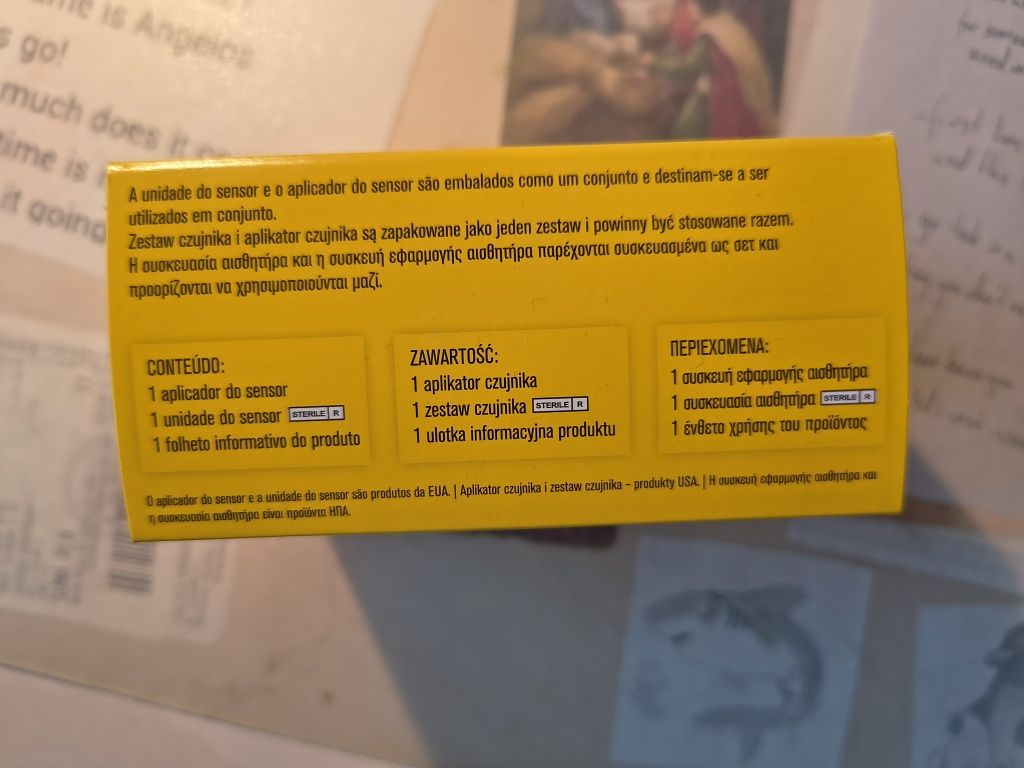 is Angelos
go!
much does it
time is
it going
A unidade do sensor e o aplicador do sensor são embalados como um conjunto e destinam-se a ser
utilizados em conjunto.
Zestaw czujnika i aplikator czujnika są zapakowane jako jeden zestaw i powinny być stosowane razem.
Η συσκευασία αισθητήρα και η συσκευή εφαρμογής αισθητήρα παρέχονται συσκευασμένα ως σετ και
προορίζονται να χρησιμοποιούνται μαζί.
CONTEÚDO:
1 aplicador do sensor
1 unidade do sensor STERILE R
1 folheto informativo do produto
ZAWARTOŚĆ:
1 aplikator czujnika
1 zestaw czujnika STERILE R
1 ulotka informacyjna produktu
ΠΕΡΙΕΧΟΜΕΝΑ:
1 συσκευή εφαρμογής αισθητήρα
1 συσκευασία αισθητήρα STERILE R
1 ένθετο χρήσης του προϊόντος
O aplicador do sensor e a unidade do sensor são produtos da EUA. | Aplikator czujnika i zestaw czujnika – produkty USA. | Η συσκευή εφαρμογής αισθητήρα και
η συσκευασία αισθητήρα είναι προϊόντα ΗΠΑ.